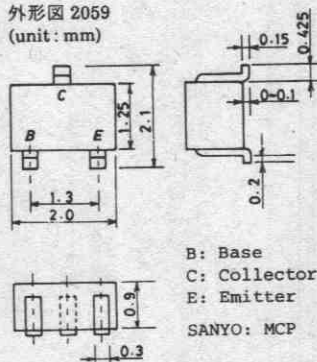 外形図 2059
(unit : mm)
C
B
E
1.25
2.1
1.3
2.0
0.15
0.425
0~0.1
0.2
0.9
0.3
B: Base
C: Collector
E: Emitter
SANYO: MCP